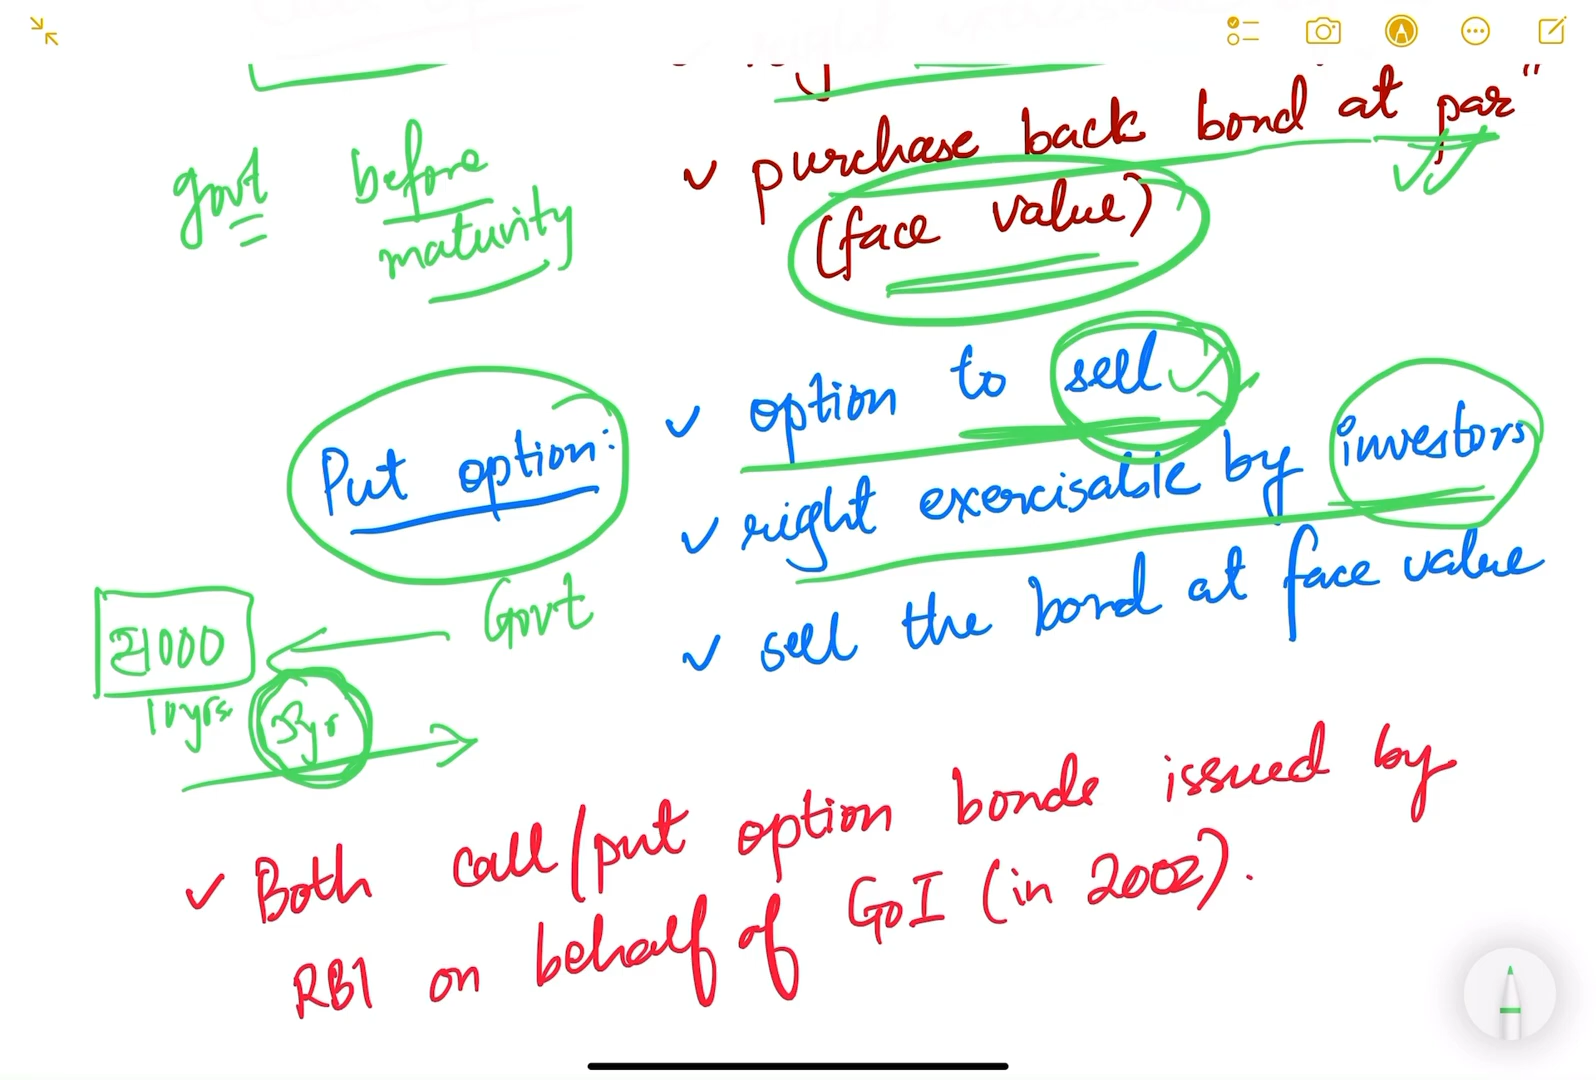 purchase back bond at par"
(face value)
govt before
maturity
Put option:
option to sell
right exercisable by investors
sell the bond at face value
Govt
₹1000
10yrs
5yr
Both call/put option bonds issued by
RBI on behalf of GoI (in 2002).